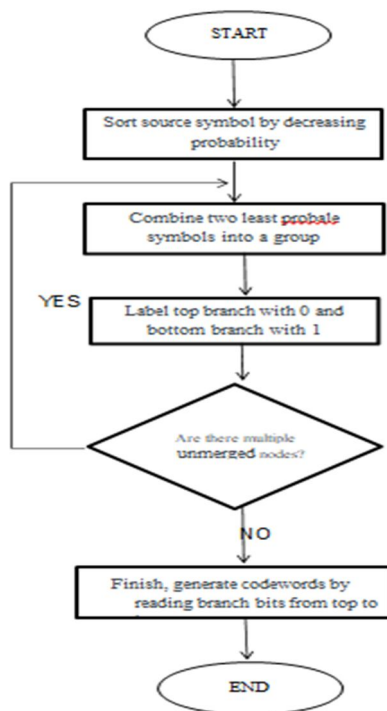 START
Sort source symbol by decreasing
probability
Combine two least probale
symbols into a group
YES
Label top branch with 0 and
bottom branch with 1
Are there multiple
unmerged nodes?
NO
Finish, generate codewords by
reading branch bits from top to
END